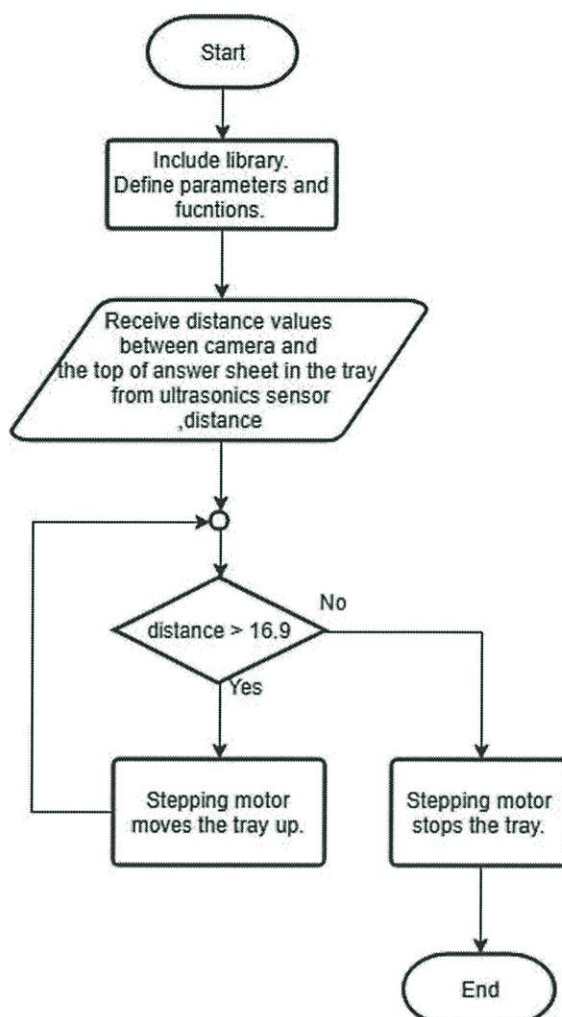 Start
Include library.
Define parameters and
fucntions.
Receive distance values
between camera and
the top of answer sheet in the tray
from ultrasonics sensor
,distance
No
distance > 16.9
Yes
Stepping motor
moves the tray up.
Stepping motor
stops the tray.
End